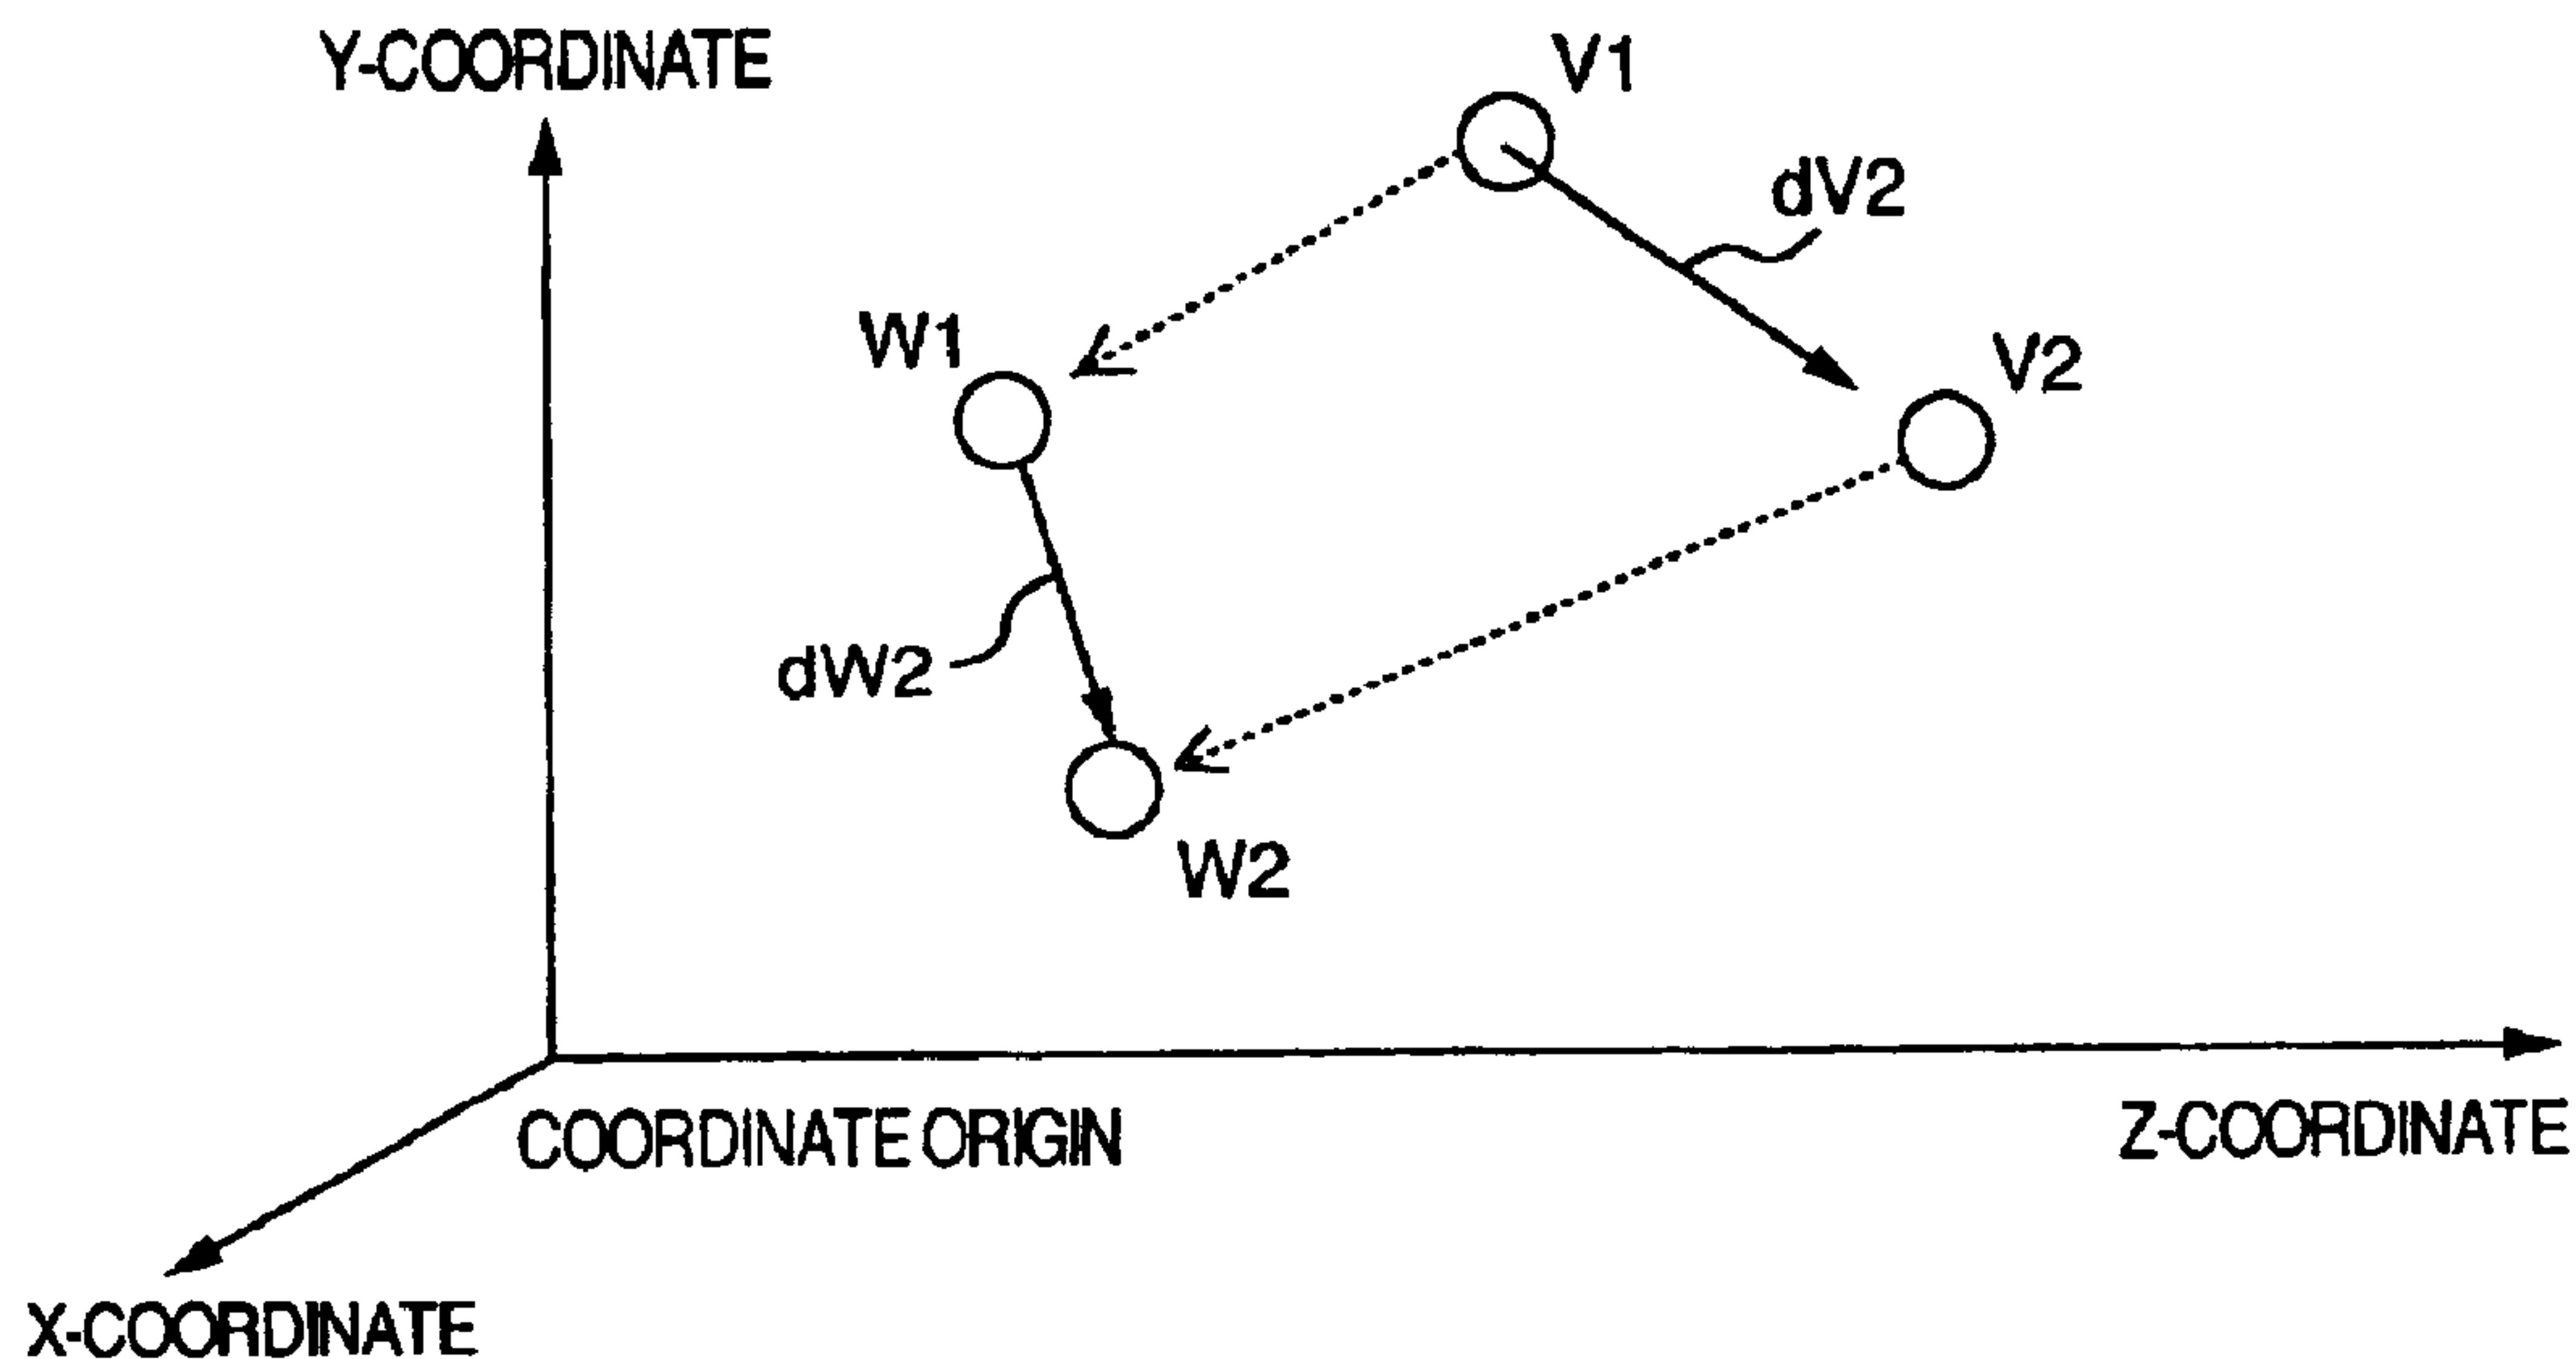 Y-COORDINATE
V1
dV2
W1
V2
dW2
W2
COORDINATE ORIGIN
Z-COORDINATE
X-COORDINATE